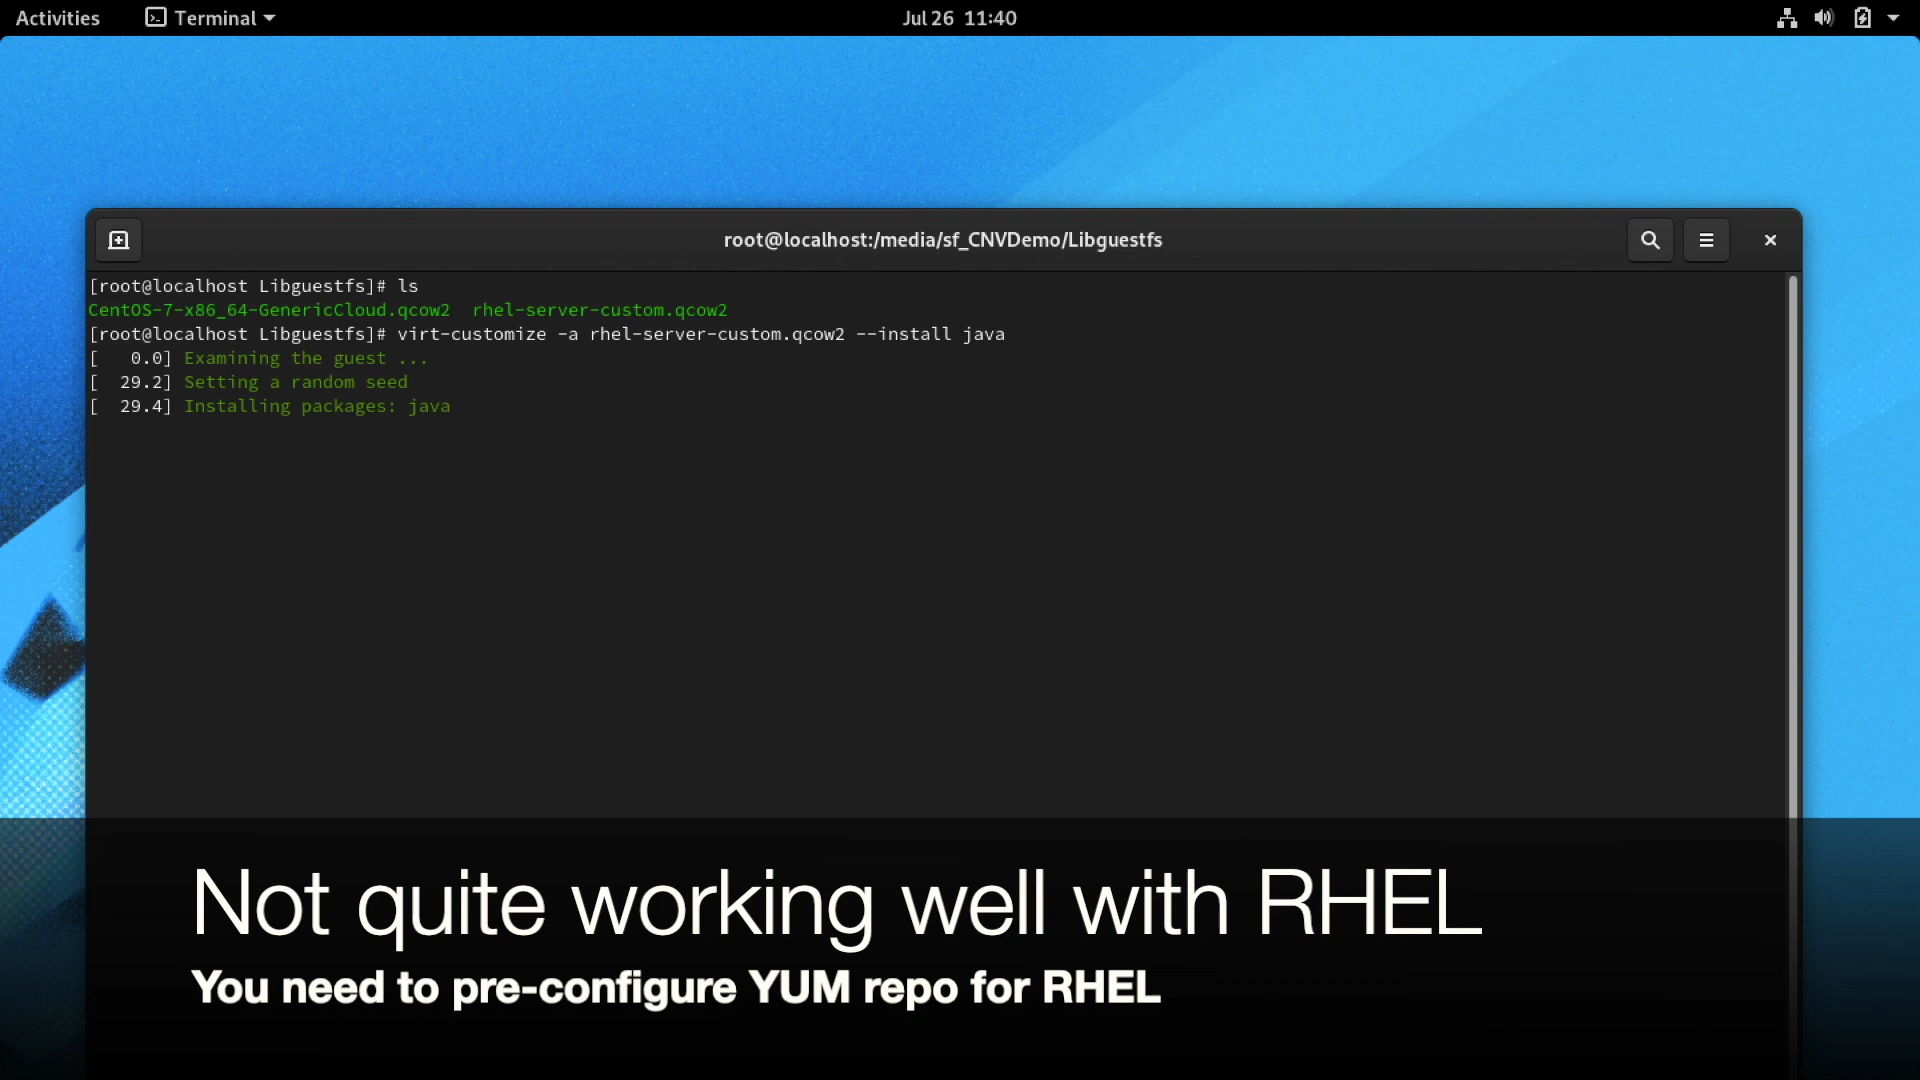 Activities Terminal Jul 26 11:40
root@localhost:/media/sf_CNVDemo/Libguestfs
[root@localhost Libguestfs]# ls
CentOS-7-x86_64-GenericCloud.qcow2 rhel-server-custom.qcow2
[root@localhost Libguestfs]# virt-customize -a rhel-server-custom.qcow2 --install java
[ 0.0] Examining the guest ...
[ 29.2] Setting a random seed
[ 29.4] Installing packages: java
Not quite working well with RHEL
You need to pre-configure YUM repo for RHEL